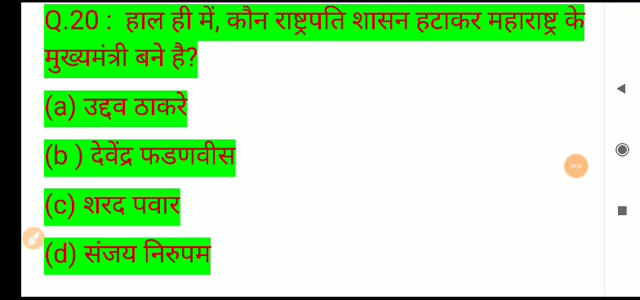 Q.20 : हाल ही में, कौन राष्ट्रपति शासन हटाकर महाराष्ट्र के
मुख्यमंत्री बने है?
(a) उद्दव ठाकरे
(b ) देवेंद्र फडणवीस
(c) शरद पवार
(d) संजय निरुपम